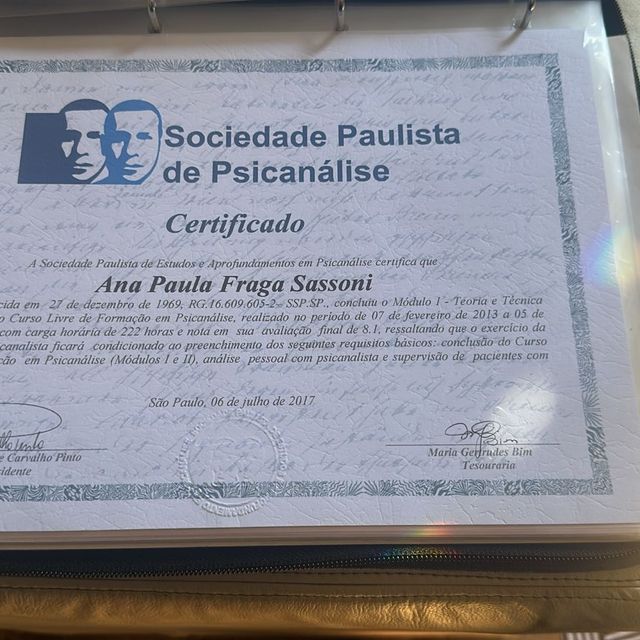 Sociedade Paulista
de Psicanálise
Certificado
A Sociedade Paulista de Estudos e Aprofundamentos em Psicanálise certifica que
Ana Paula Fraga Sassoni
cida em 27 de dezembro de 1969, RG.16.609.605-2- SSP.SP., concluiu o Módulo I - Teoria e Técnica
o Curso Livre de Formação em Psicanálise, realizado no período de 07 de fevereiro de 2013 a 05 de
com carga horária de 222 horas e nota em sua avaliação final de 8.1, ressaltando que o exercício da
canalista ficará condicionado ao preenchimento dos seguntes requisitos básicos: conclusão do Curso
ção em Psicanálise (Módulos I e II), análise pessoal com psicanalista e supervisão de pacientes com
São Paulo, 06 de julho de 2017
e Carvalho Pinto
idente
Maria Gertrudes Bim
Tesouraria